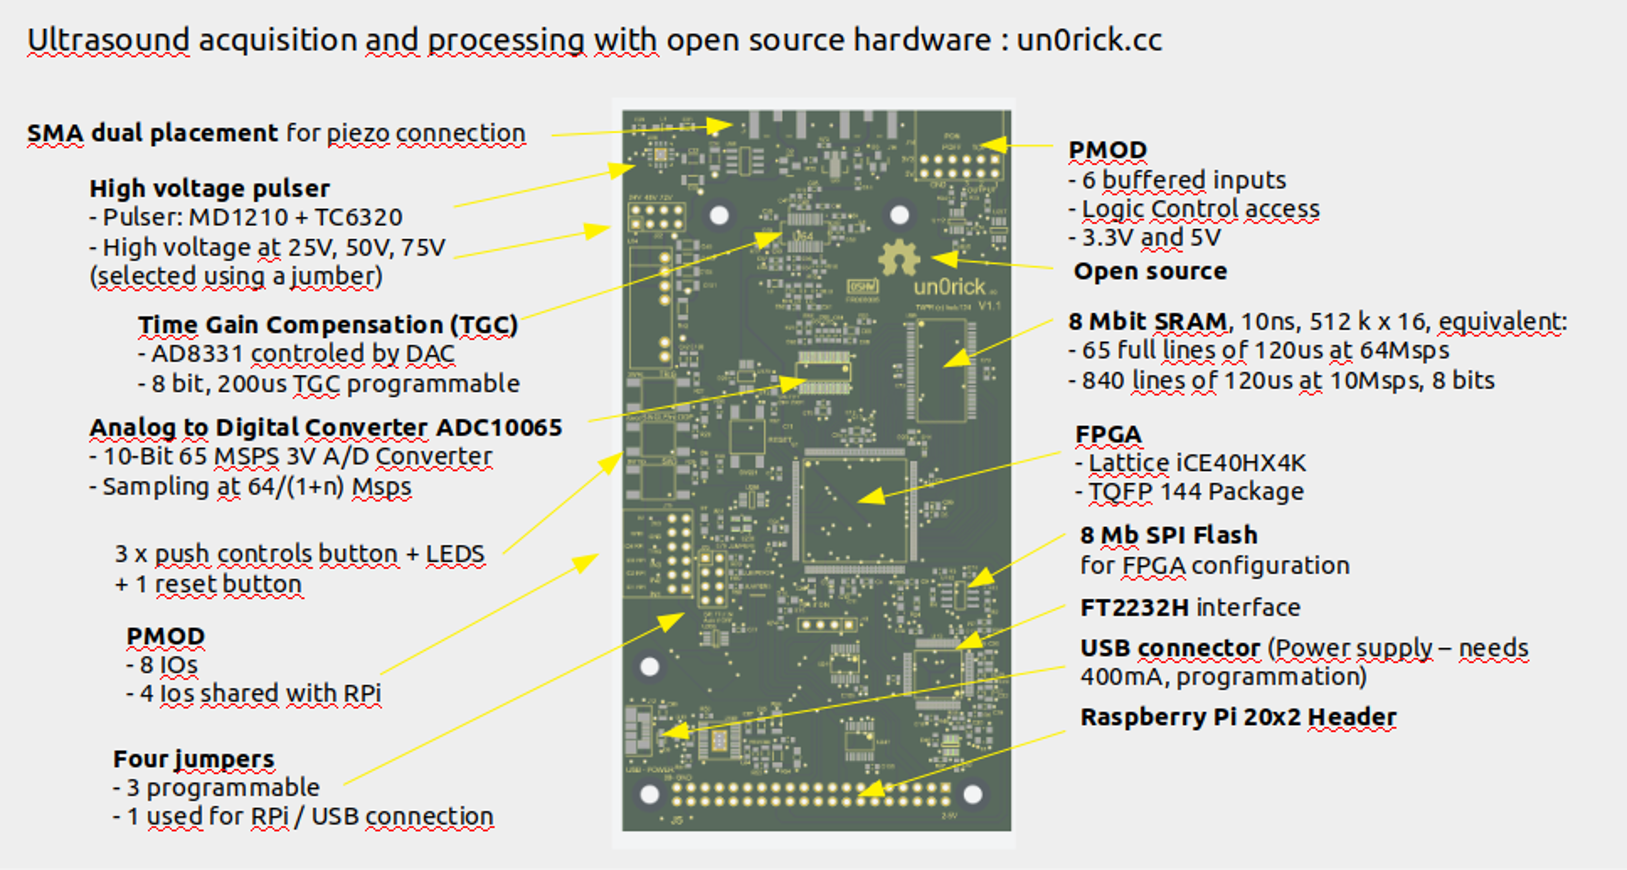 Ultrasound acquisition and processing with open source hardware : un0rick.cc
SMA dual placement for piezo connection
High voltage pulser
- Pulser: MD1210 + TC6320
- High voltage at 25V, 50V, 75V
(selected using a jumber)
Time Gain Compensation (TGC)
- AD8331 controled by DAC
- 8 bit, 200us TGC programmable
Analog to Digital Converter ADC10065
- 10-Bit 65 MSPS 3V A/D Converter
- Sampling at 64/(1+n) Msps
3 x push controls button + LEDS
+ 1 reset button
PMOD
- 8 IOs
- 4 Ios shared with RPi
Four jumpers
- 3 programmable
- 1 used for RPi / USB connection
un0rick
V1.1
RESET
USB - POWER
J5
PMOD
- 6 buffered inputs
- Logic Control access
- 3.3V and 5V
Open source
8 Mbit SRAM, 10ns, 512 k x 16, equivalent:
- 65 full lines of 120us at 64Msps
- 840 lines of 120us at 10Msps, 8 bits
FPGA
- Lattice iCE40HX4K
- TQFP 144 Package
8 Mb SPI Flash
for FPGA configuration
FT2232H interface
USB connector (Power supply – needs
400mA, programmation)
Raspberry Pi 20x2 Header